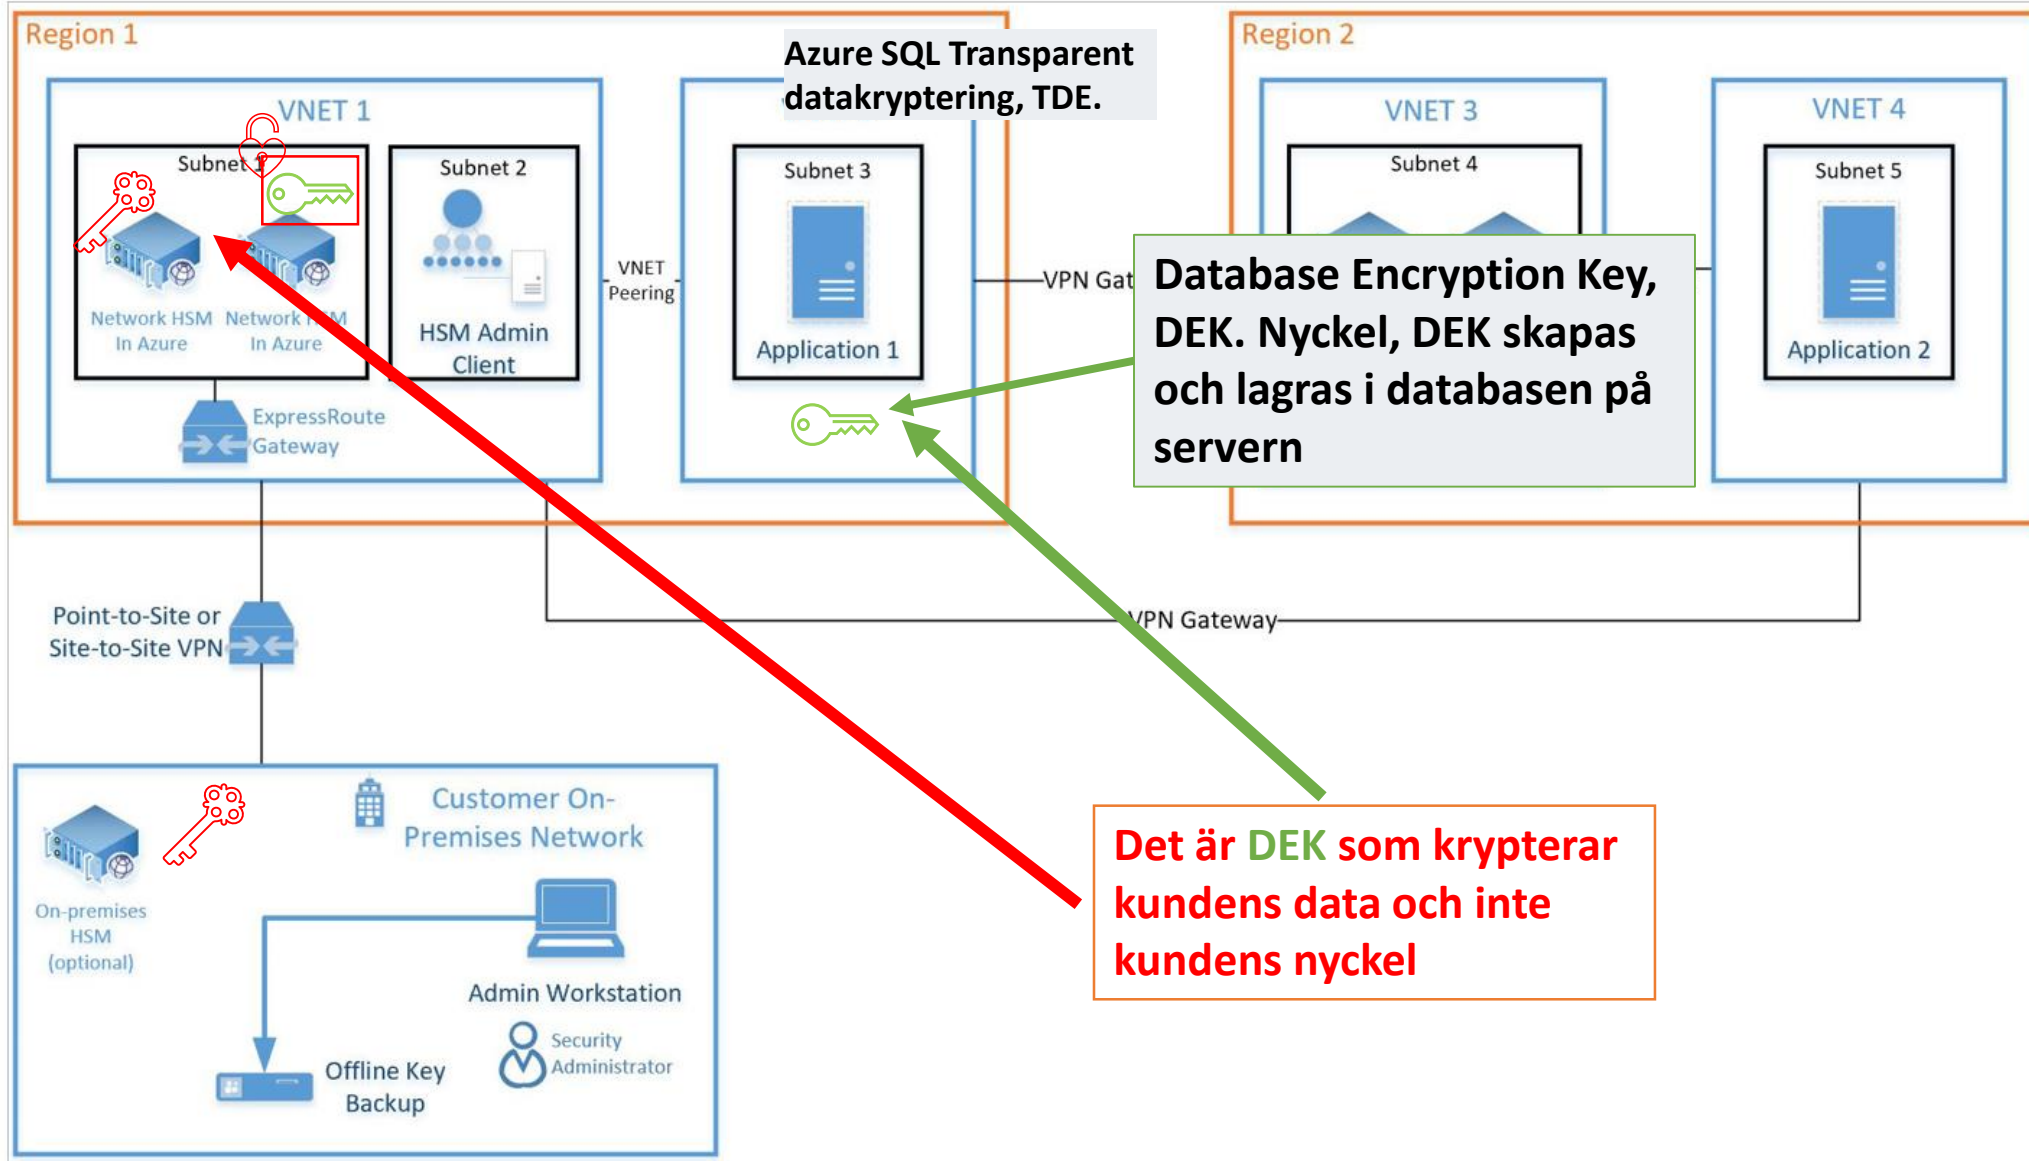 Region 1
Azure SQL Transparent
datakryptering, TDE.
Region 2
VNET 1
VNET 3
VNET 4
Subnet 1
Subnet 2
Subnet 3
Subnet 4
Subnet 5
Network HSM
In Azure
Network HSM
In Azure
HSM Admin
Client
VNET
Peering
Application 1
VPN Gat
Application 2
Database Encryption Key,
DEK. Nyckel, DEK skapas
och lagras i databasen på
servern
ExpressRoute
Gateway
Point-to-Site or
Site-to-Site VPN
VPN Gateway
Customer On-
Premises Network
On-premises
HSM
(optional)
Admin Workstation
Security
Administrator
Offline Key
Backup
Det är DEK som krypterar
kundens data och inte
kundens nyckel